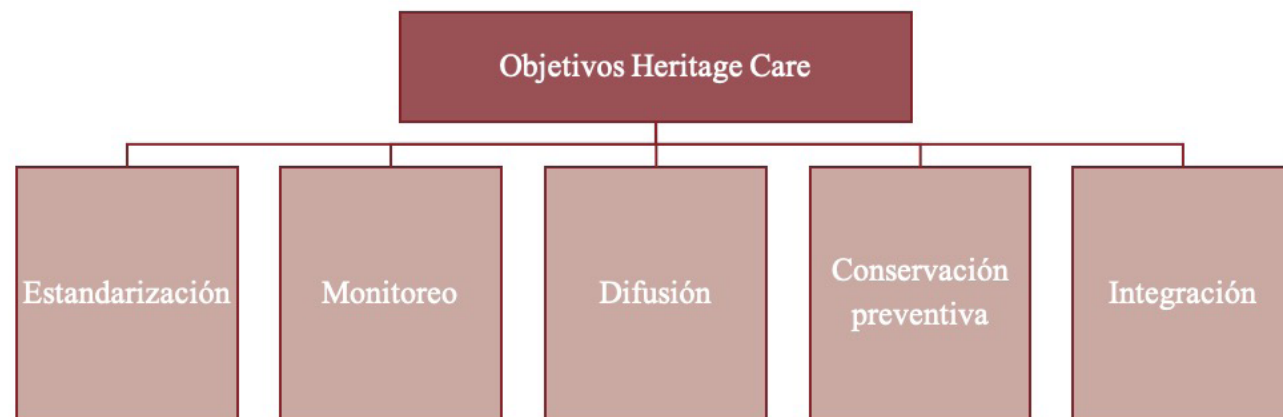 Objetivos Heritage Care
Estandarización
Monitoreo
Difusión
Conservación
preventiva
Integración